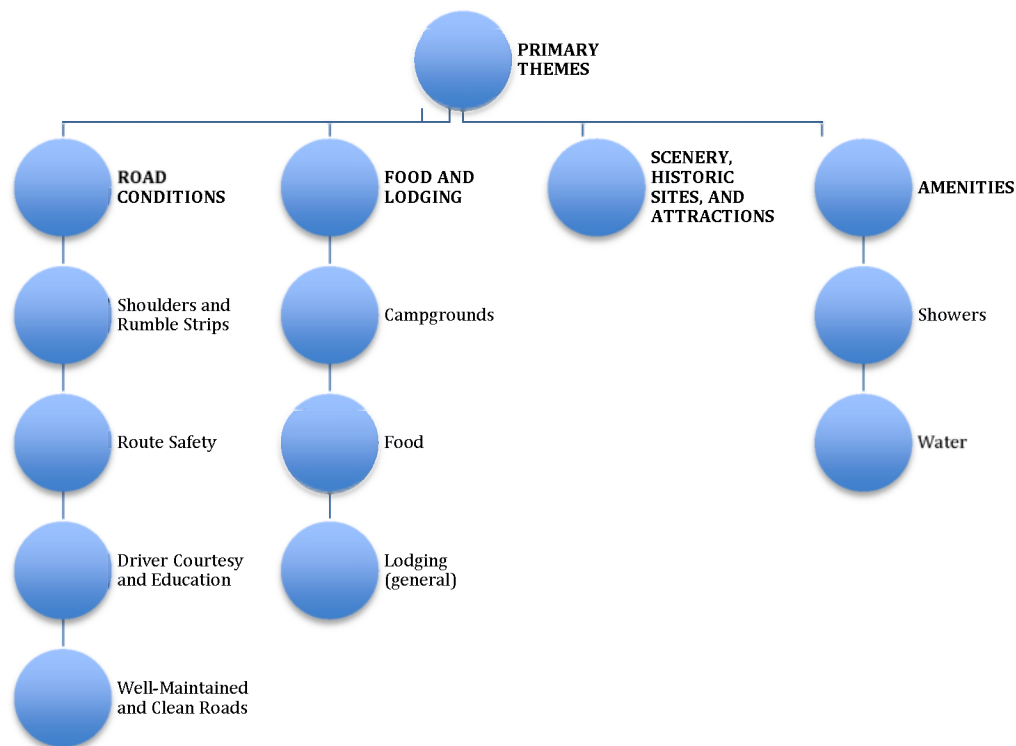 PRIMARY
THEMES
ROAD
CONDITIONS
FOOD AND
LODGING
SCENERY,
HISTORIC
SITES, AND
ATTRACTIONS
AMENITIES
Shoulders and
Rumble Strips
Campgrounds
Showers
Route Safety
Food
Water
Driver Courtesy
and Education
Lodging
(general)
Well-Maintained
and Clean Roads